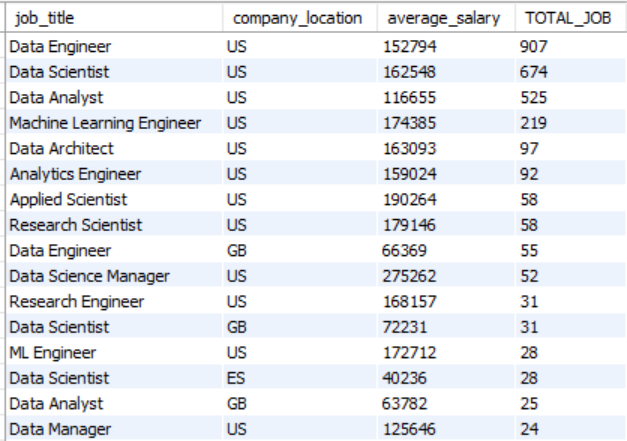 job_title company_location average_salary TOTAL_JOB
Data Engineer US 152794 907
Data Scientist US 162548 674
Data Analyst US 116655 525
Machine Learning Engineer US 174385 219
Data Architect US 163093 97
Analytics Engineer US 159024 92
Applied Scientist US 190264 58
Research Scientist US 179146 58
Data Engineer GB 66369 55
Data Science Manager US 275262 52
Research Engineer US 168157 31
Data Scientist GB 72231 31
ML Engineer US 172712 28
Data Scientist ES 40236 28
Data Analyst GB 63782 25
Data Manager US 125646 24